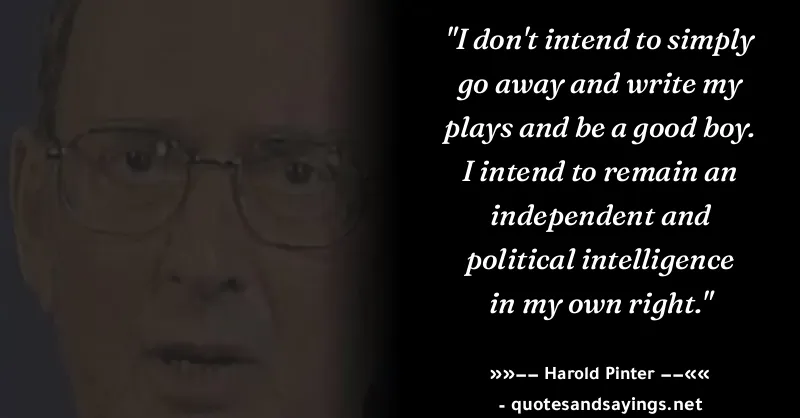 "I don't intend to simply
go away and write my
plays and be a good boy.
I intend to remain an
independent and
political intelligence
in my own right."
»»−− Harold Pinter −−««
- quotesandsayings.net